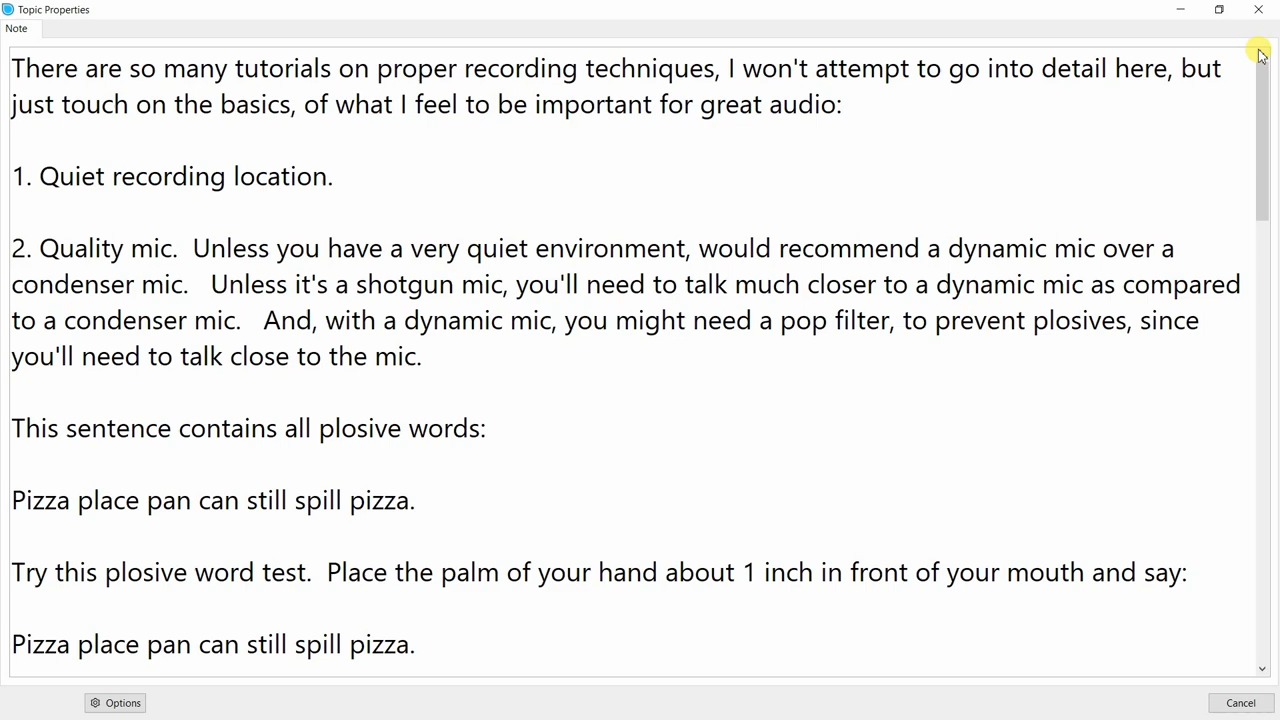 Topic Properties
Note
There are so many tutorials on proper recording techniques, I won't attempt to go into detail here, but
just touch on the basics, of what I feel to be important for great audio:
1. Quiet recording location.
2. Quality mic.  Unless you have a very quiet environment, would recommend a dynamic mic over a
condenser mic.   Unless it's a shotgun mic, you'll need to talk much closer to a dynamic mic as compared
to a condenser mic.   And, with a dynamic mic, you might need a pop filter, to prevent plosives, since
you'll need to talk close to the mic.
This sentence contains all plosive words:
Pizza place pan can still spill pizza.
Try this plosive word test.  Place the palm of your hand about 1 inch in front of your mouth and say:
Pizza place pan can still spill pizza.
Options
Cancel